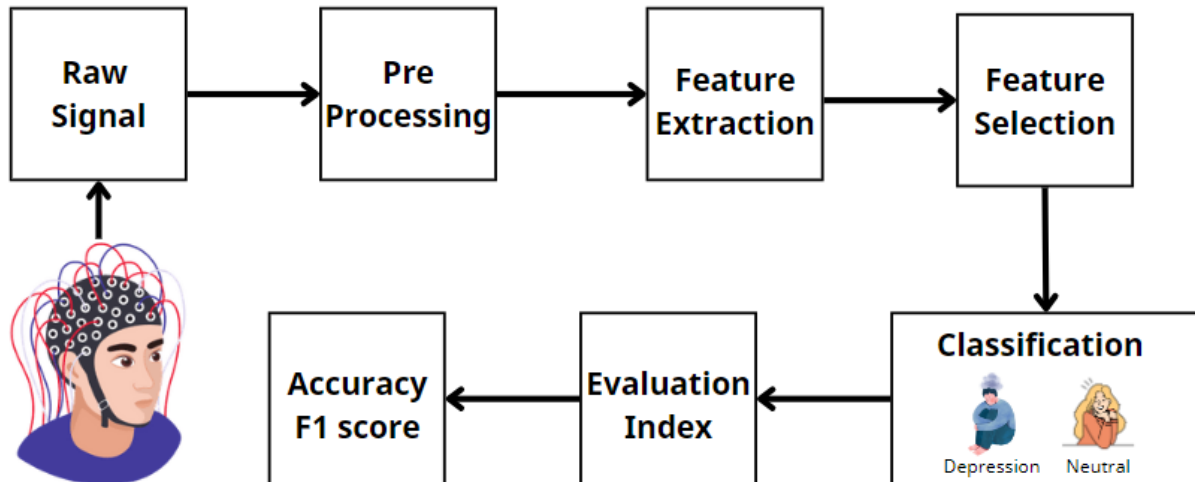 Raw
Signal
Pre
Processing
Feature
Extraction
Feature
Selection
Classification
Depression
Neutral
Evaluation
Index
Accuracy
F1 score